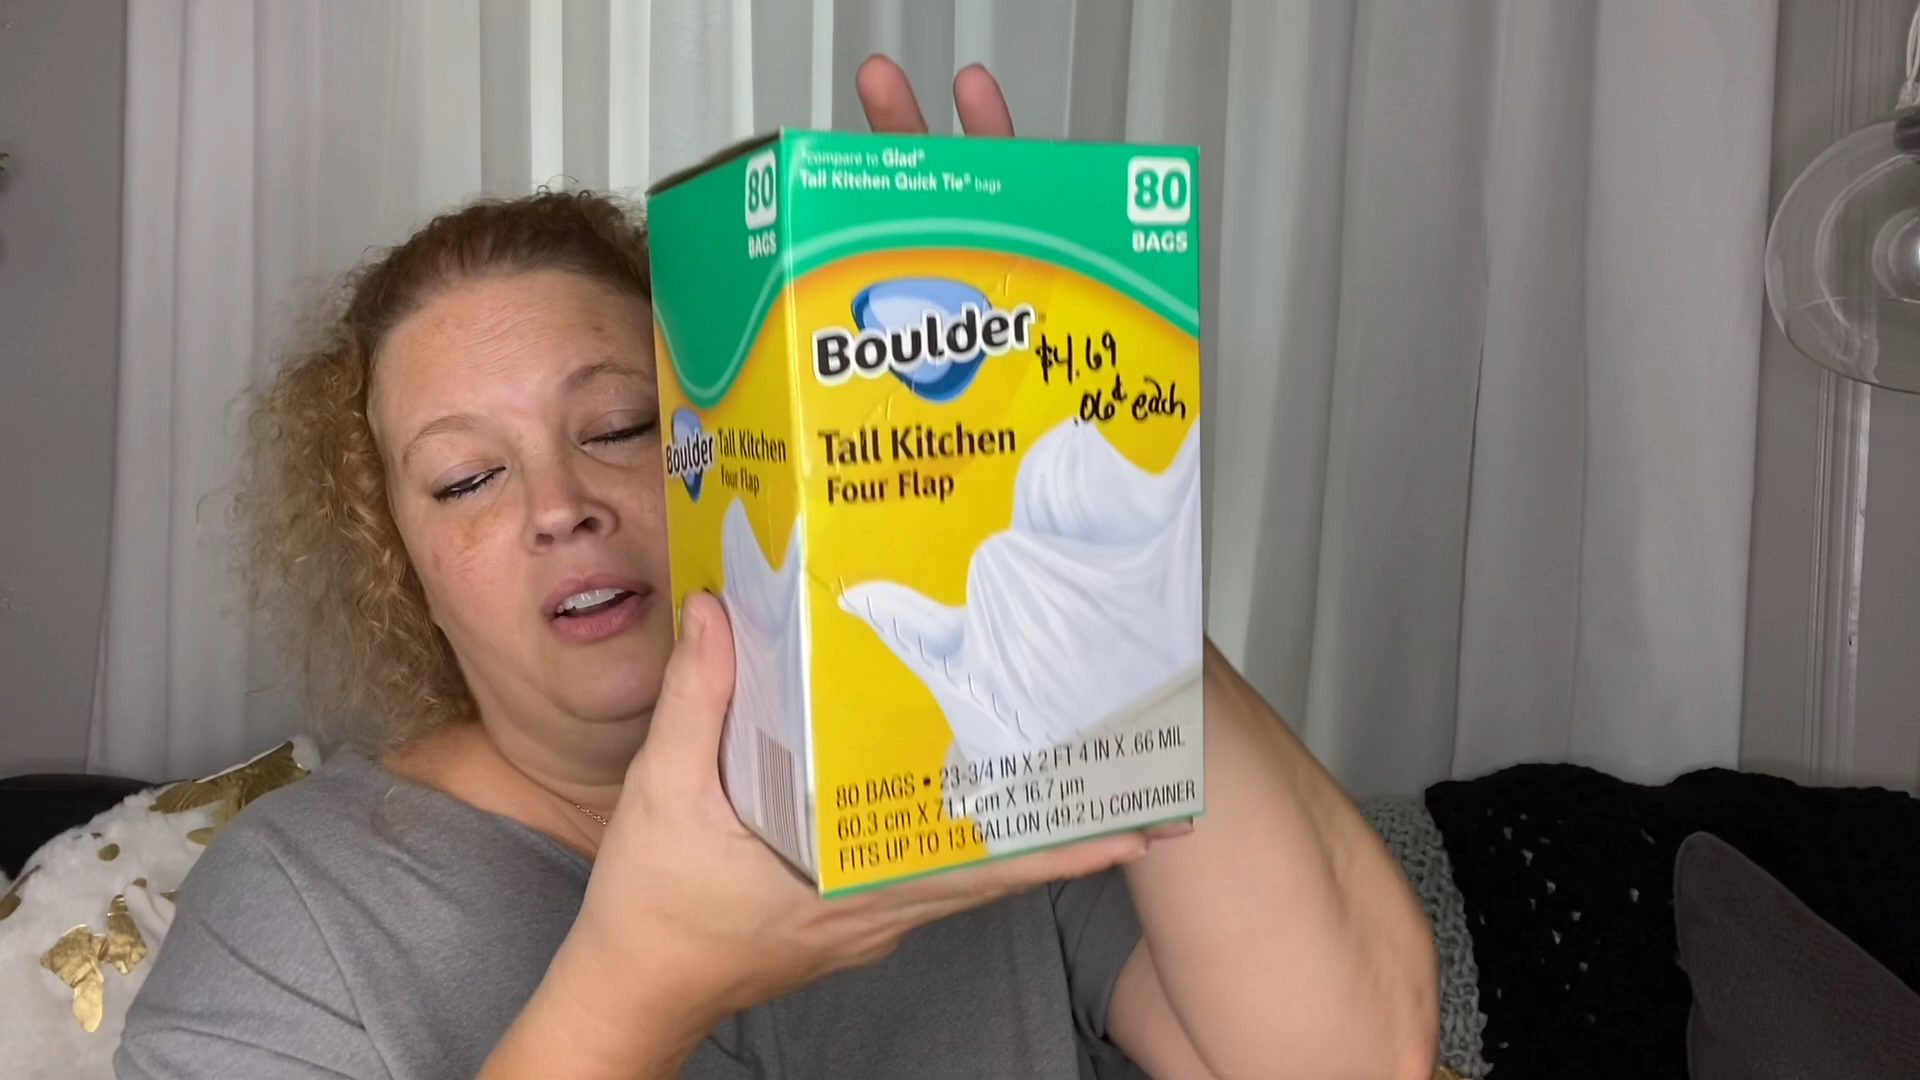 80
BAGS
Boulder
Tall Kitchen
Four Flap
*compare to Glad®
Tall Kitchen Quick Tie® bags
80
BAGS
Boulder™
$4.69
.06¢ each
Tall Kitchen
Four Flap
80 BAGS • 23-3/4 IN X 2 FT 4 IN X .66 MIL
60.3 cm X 71.1 cm X 16.7 µm
FITS UP TO 13 GALLON (49.2 L) CONTAINER